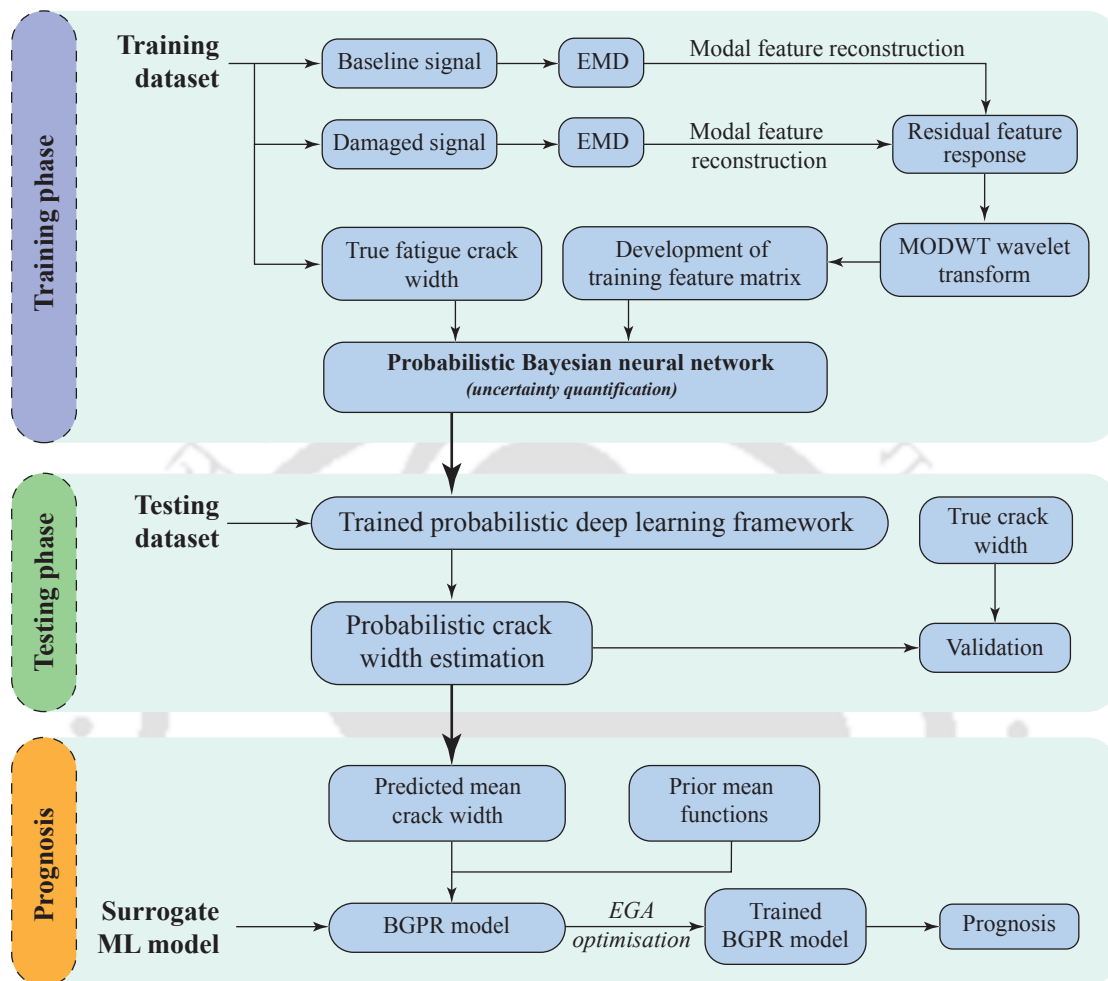 Training phase
Training
dataset
Baseline signal
EMD
Modal feature reconstruction
Damaged signal
EMD
Modal feature
reconstruction
Residual feature
response
True fatigue crack
width
Development of
training feature matrix
MODWT wavelet
transform
Probabilistic Bayesian neural network
(uncertainty quantification)
Testing phase
Testing
dataset
Trained probabilistic deep learning framework
True crack
width
Probabilistic crack
width estimation
Validation
Prognosis
Predicted mean
crack width
Prior mean
functions
Surrogate
ML model
BGPR model
EGA
optimisation
Trained
BGPR model
Prognosis